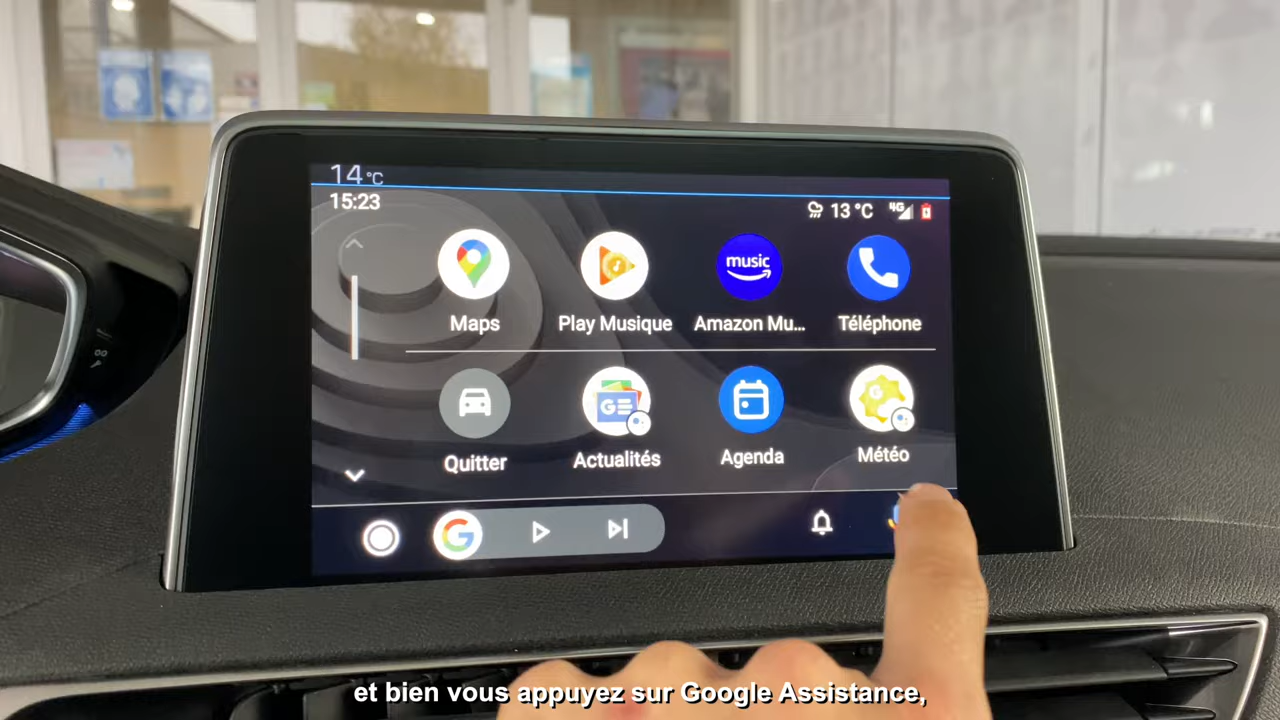 14°C
15:23
13 °C 4G
music
Maps
Play Musique
Amazon Mu...
Téléphone
GE
Quitter
Actualités
Agenda
Météo
G
et bien vous appuyez sur Google Assistance,